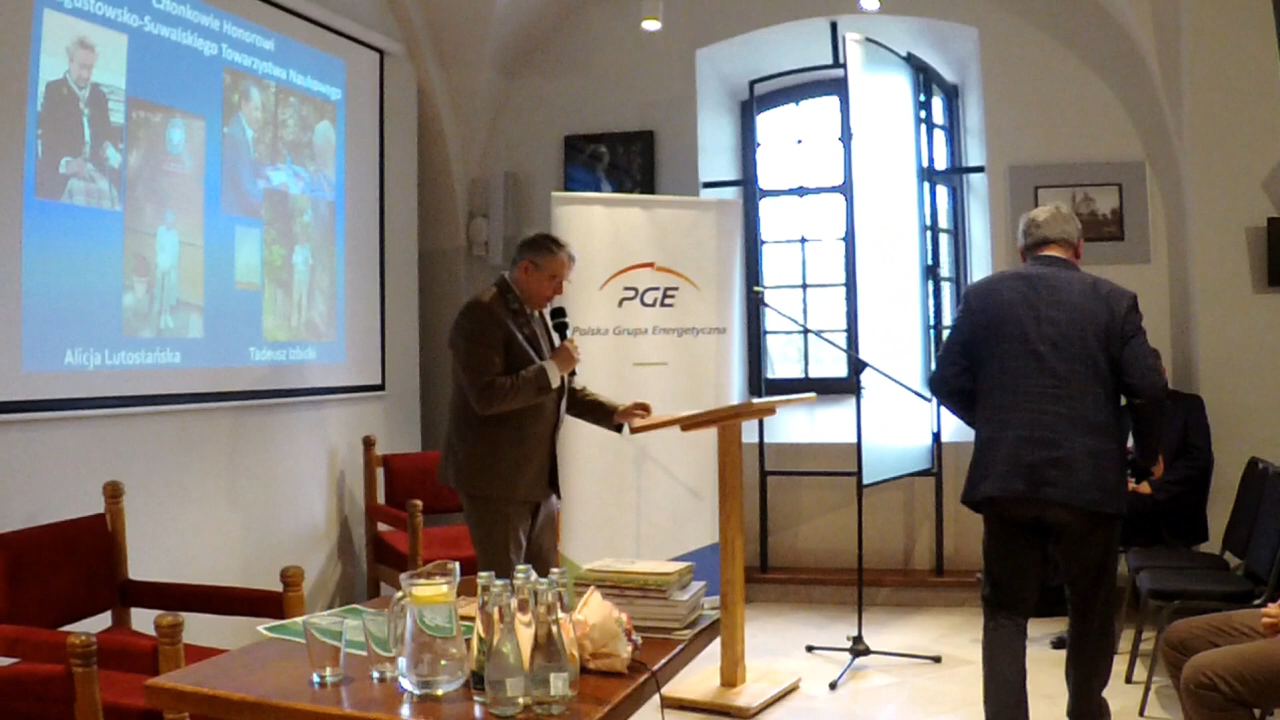 Członkowie Honorowi
gustowsko-Suwalskiego Towarzystwa Naukowego
Alicja Lutostańska
Tadeusz Izbicki
PGE
Polska Grupa Energetyczna